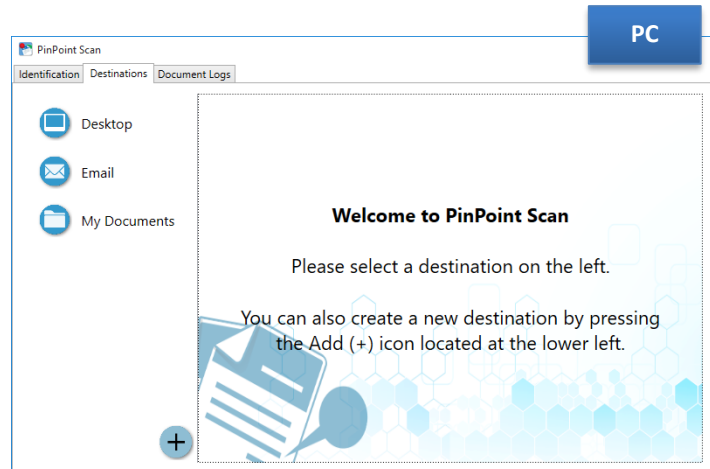 PC
PinPoint Scan
Identification Destinations Document Logs
Desktop
Email
My Documents
Welcome to PinPoint Scan
Please select a destination on the left.
You can also create a new destination by pressing
the Add (+) icon located at the lower left.